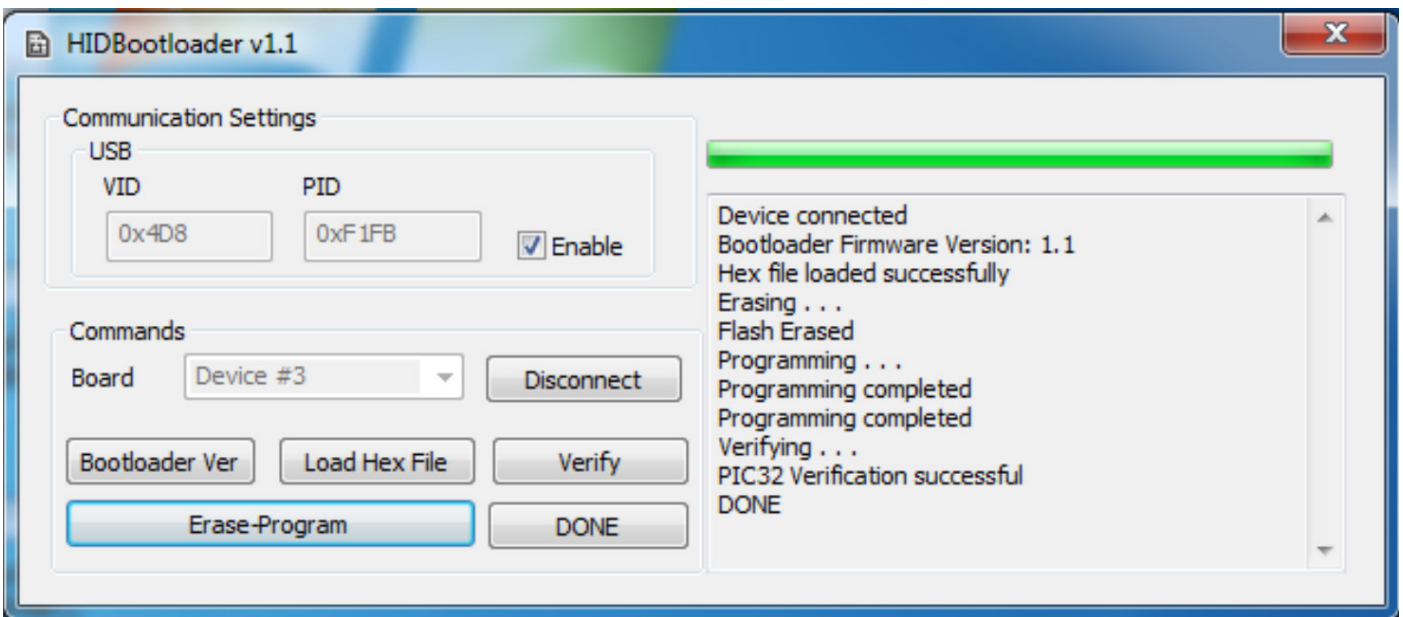 HIDBootloader v1.1
x
Communication Settings
USB
VID PID
0x4D8 0xF1FB Enable
Commands
Board Device #3 Disconnect
Bootloader Ver Load Hex File Verify
Erase-Program DONE
Device connected
Bootloader Firmware Version: 1.1
Hex file loaded successfully
Erasing . . .
Flash Erased
Programming . . .
Programming completed
Programming completed
Verifying . . .
PIC32 Verification successful
DONE